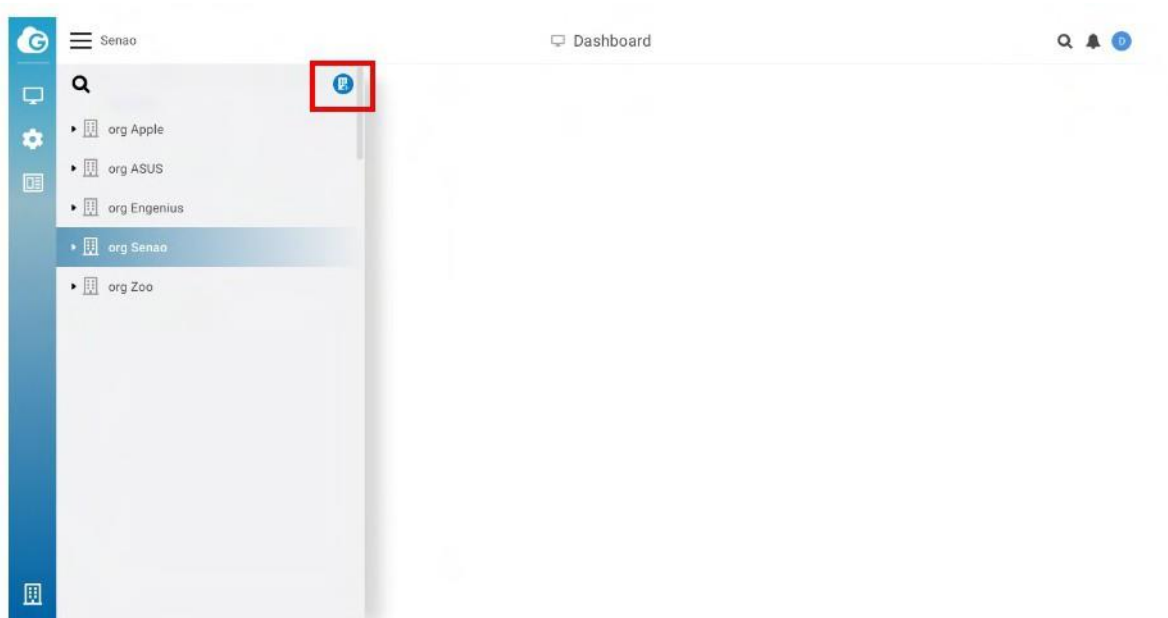 Senao
Dashboard
D
org Apple
org ASUS
org Engenius
org Senao
org Zoo